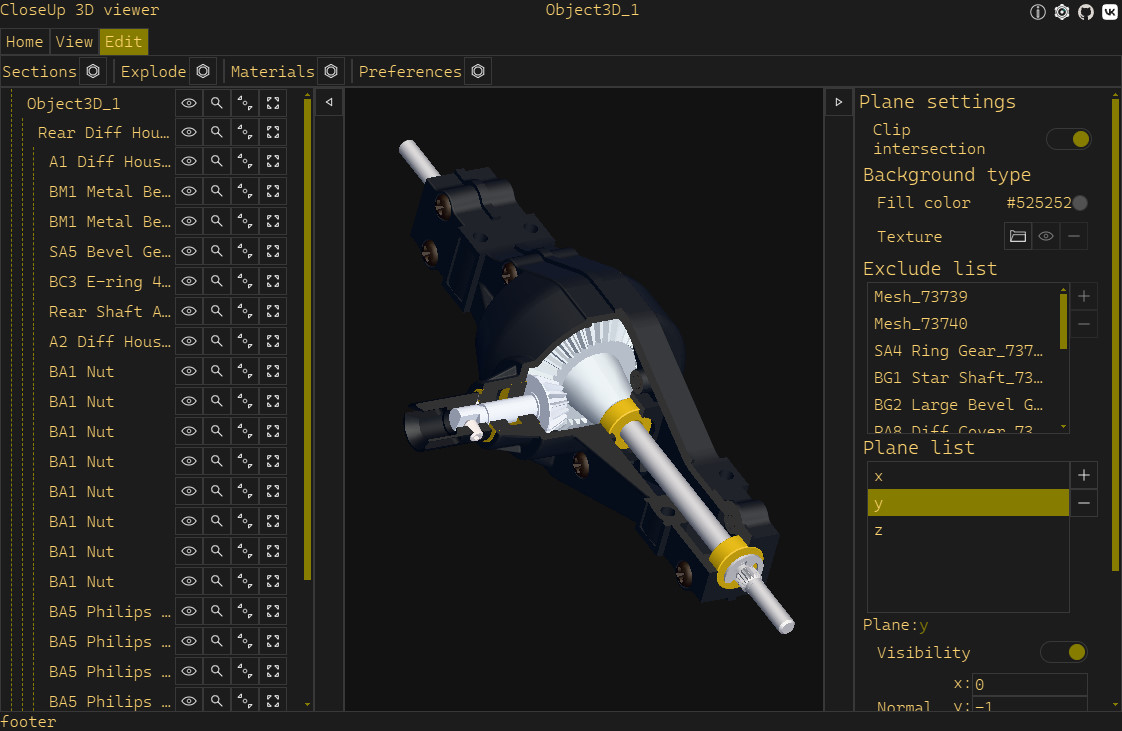 CloseUp 3D viewer
Object3D_1
Home View Edit
Sections Explode Materials Preferences
Object3D_1
Rear Diff Hou…
A1 Diff Hous…
BM1 Metal Be…
BM1 Metal Be…
SA5 Bevel Ge…
BC3 E-ring 4…
Rear Shaft A…
A2 Diff Hous…
BA1 Nut
BA1 Nut
BA1 Nut
BA1 Nut
BA1 Nut
BA1 Nut
BA1 Nut
BA1 Nut
BA5 Philips …
BA5 Philips …
BA5 Philips …
BA5 Philips …
Plane settings
Clip
intersection
Background type
Fill color #525252
Texture
Exclude list
Mesh_73739
Mesh_73740
SA4 Ring Gear_737…
BG1 Star Shaft_73…
BG2 Large Bevel G…
PA8 Diff Cover_73…
Plane list
x
y
z
Plane:y
Visibility
x:0
Normal y:-1
footer